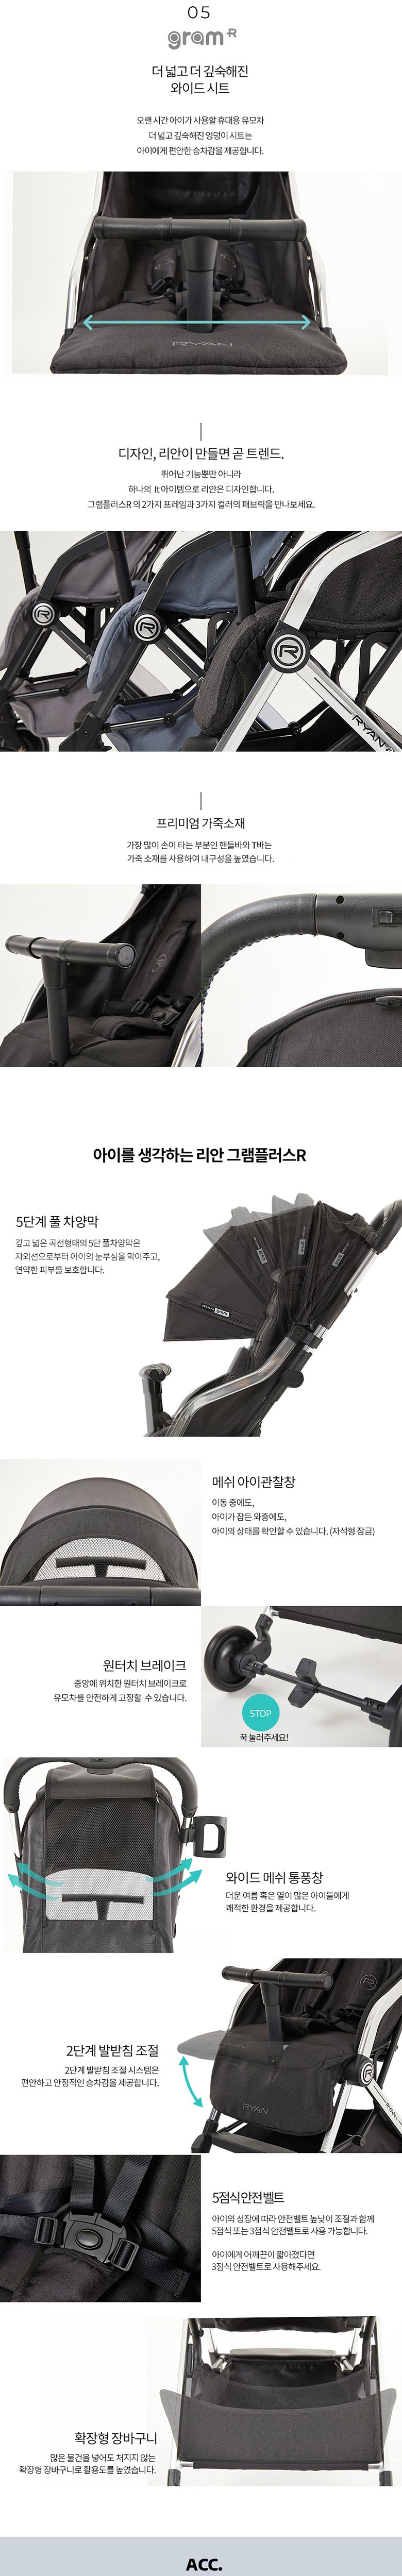 05
gram R
더 넓고 더 깊숙해진
와이드 시트
오랜 시간 아이가 사용할 휴대용 유모차
더 넓고 깊숙해진 엉덩이 시트는
아이에게 편안한 승차감을 제공합니다.
RYAN
디자인, 리안이 만들면 곧 트렌드.
뛰어난 기능뿐만 아니라
하나의 It 아이템으로 리안은 디자인합니다.
그램플러스R 의 2가지 프레임과 3가지 컬러의 패브릭을 만나보세요.
R
R
R
RYAN
프리미엄 가죽소재
가장 많이 손이 타는 부분인 핸들바와 T바는
가죽 소재를 사용하여 내구성을 높였습니다.
아이를 생각하는 리안 그램플러스R
5단계 풀 차양막
깊고 넓은 곡선형태의 5단 풀차양막은
자외선으로부터 아이의 눈부심을 막아주고,
연약한 피부를 보호합니다.
RYAN
메쉬 아이관찰창
이동 중에도,
아이가 잠든 와중에도,
아이의 상태를 확인할 수 있습니다. (자석형 잠금)
원터치 브레이크
중앙에 위치한 원터치 브레이크로
유모차를 안전하게 고정할 수 있습니다.
STOP
꾹 눌러주세요!
와이드 메쉬 통풍창
더운 여름 혹은 열이 많은 아이들에게
쾌적한 환경을 제공합니다.
2단계 발받침 조절
2단계 발받침 조절 시스템은
편안하고 안정적인 승차감을 제공합니다.
RYAN
R
5점식안전벨트
아이의 성장에 따라 안전벨트 높낮이 조절과 함께
5점식 또는 3점식 안전벨트로 사용 가능합니다.
아이에게 어깨끈이 짧아졌다면
3점식 안전벨트로 사용해주세요.
확장형 장바구니
많은 물건을 넣어도 처지지 않는
확장형 장바구니로 활용도를 높였습니다.
ACC.